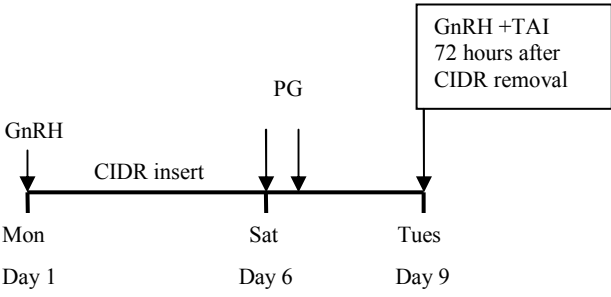 GnRH +TAI
72 hours after
CIDR removal
PG
GnRH
CIDR insert
Mon Sat Tues
Day 1 Day 6 Day 9